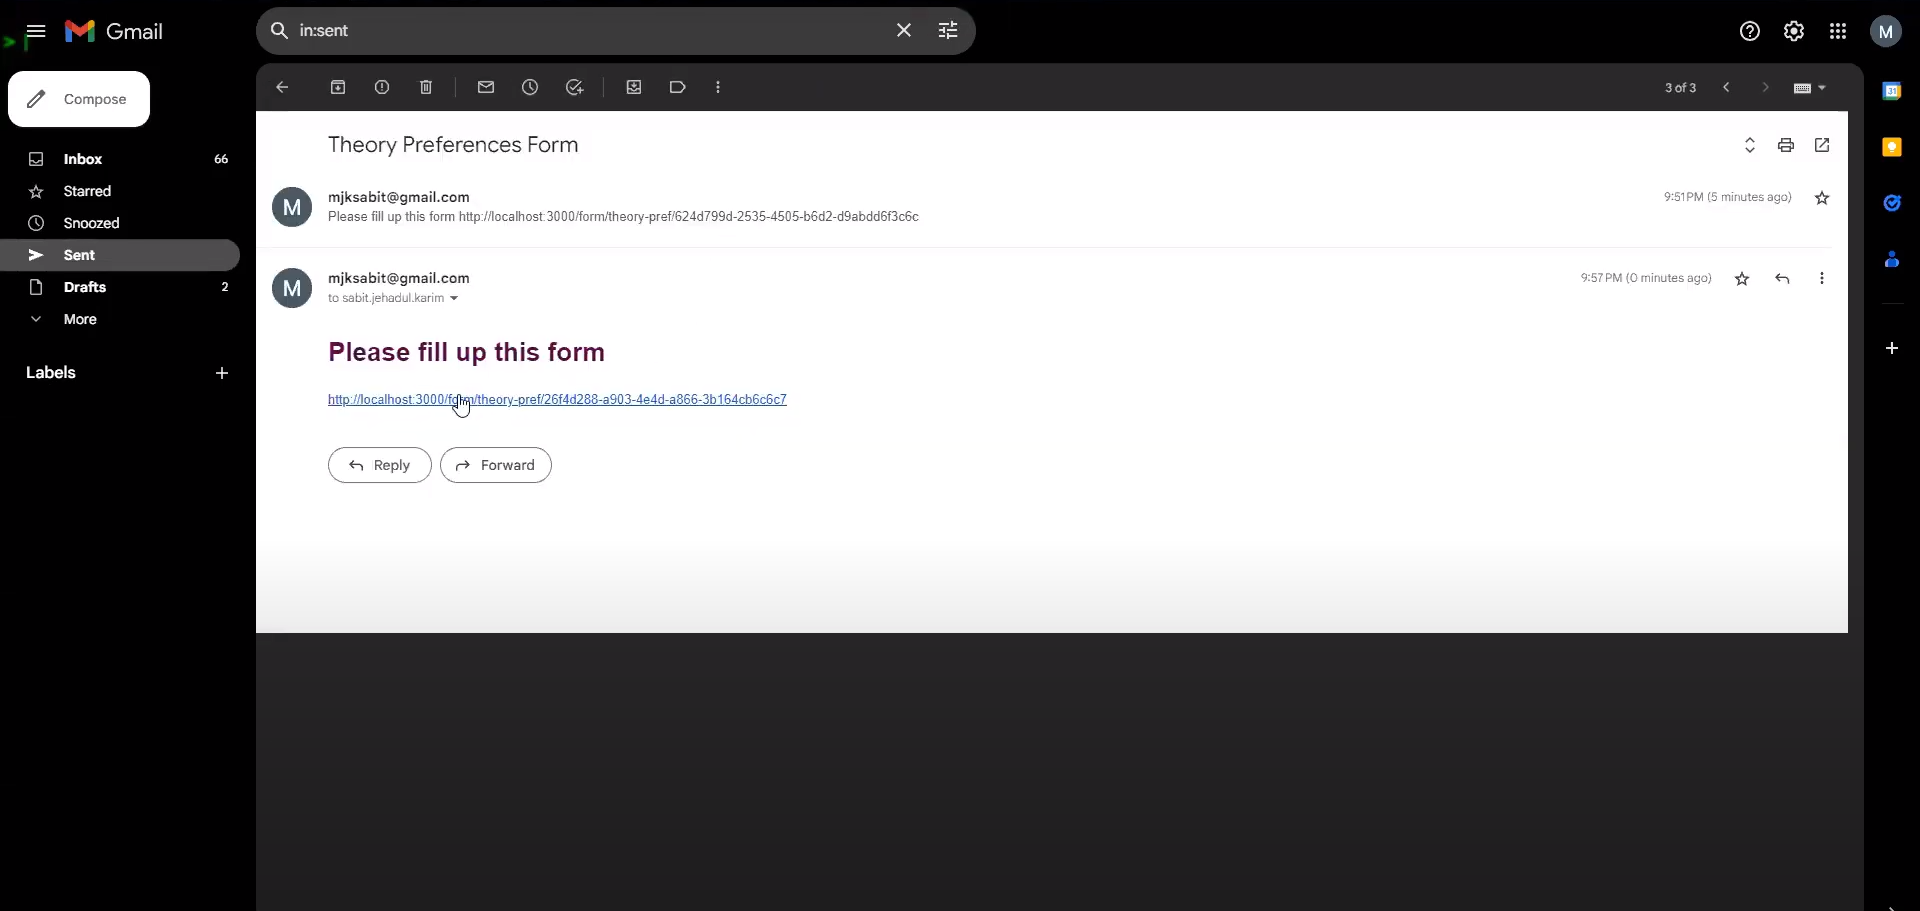 Gmail
in:sent
M
Compose
3 of 3
Inbox 66
Starred
Snoozed
Sent
Drafts 2
More
Labels
Theory Preferences Form
M
mjksabit@gmail.com
9:51 PM (5 minutes ago)
Please fill up this form http://localhost:3000/form/theory-pref/624d799d-2535-4505-b6d2-d9abdd6f3c6c
M
mjksabit@gmail.com
9:57 PM (0 minutes ago)
to sabit.jehadul.karim
Please fill up this form
http://localhost:3000/form/theory-pref/26f4d288-a903-4e4d-a866-3b164cb6c6c7
Reply
Forward
31